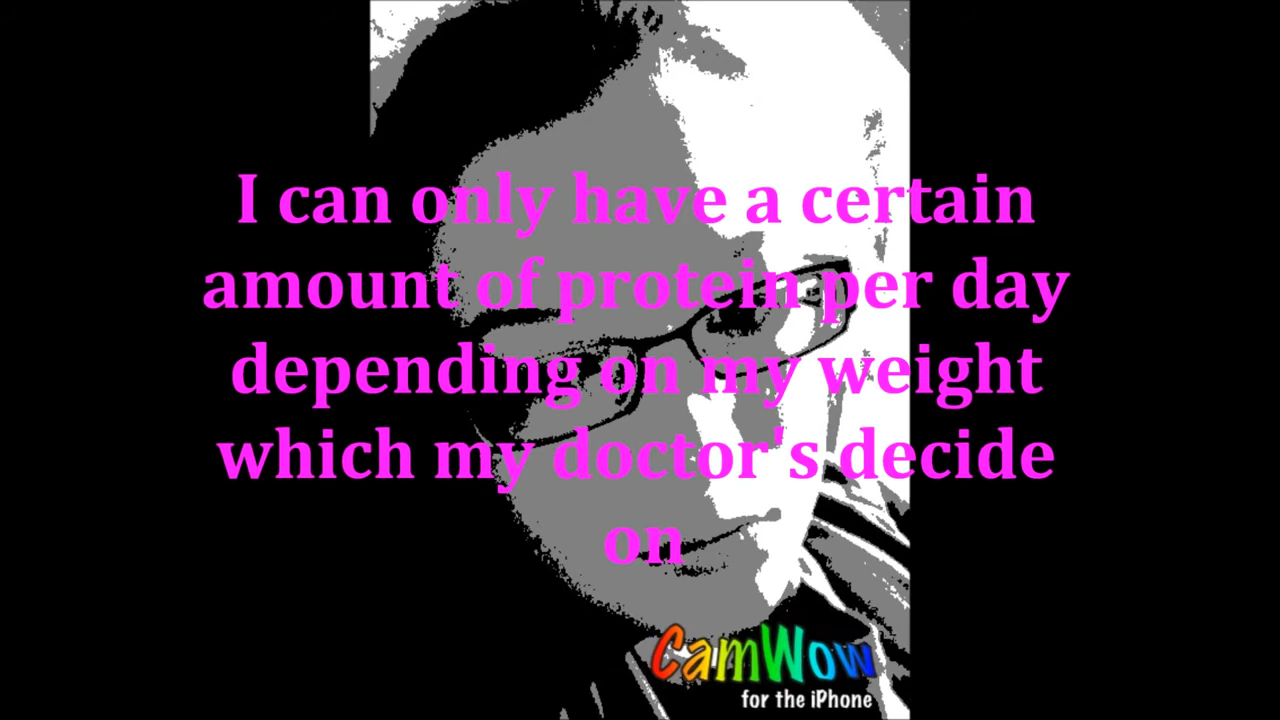 I can only have a certain
amount of protein per day
depending on my weight
which my doctor's decide
on
CamWow
for the iPhone